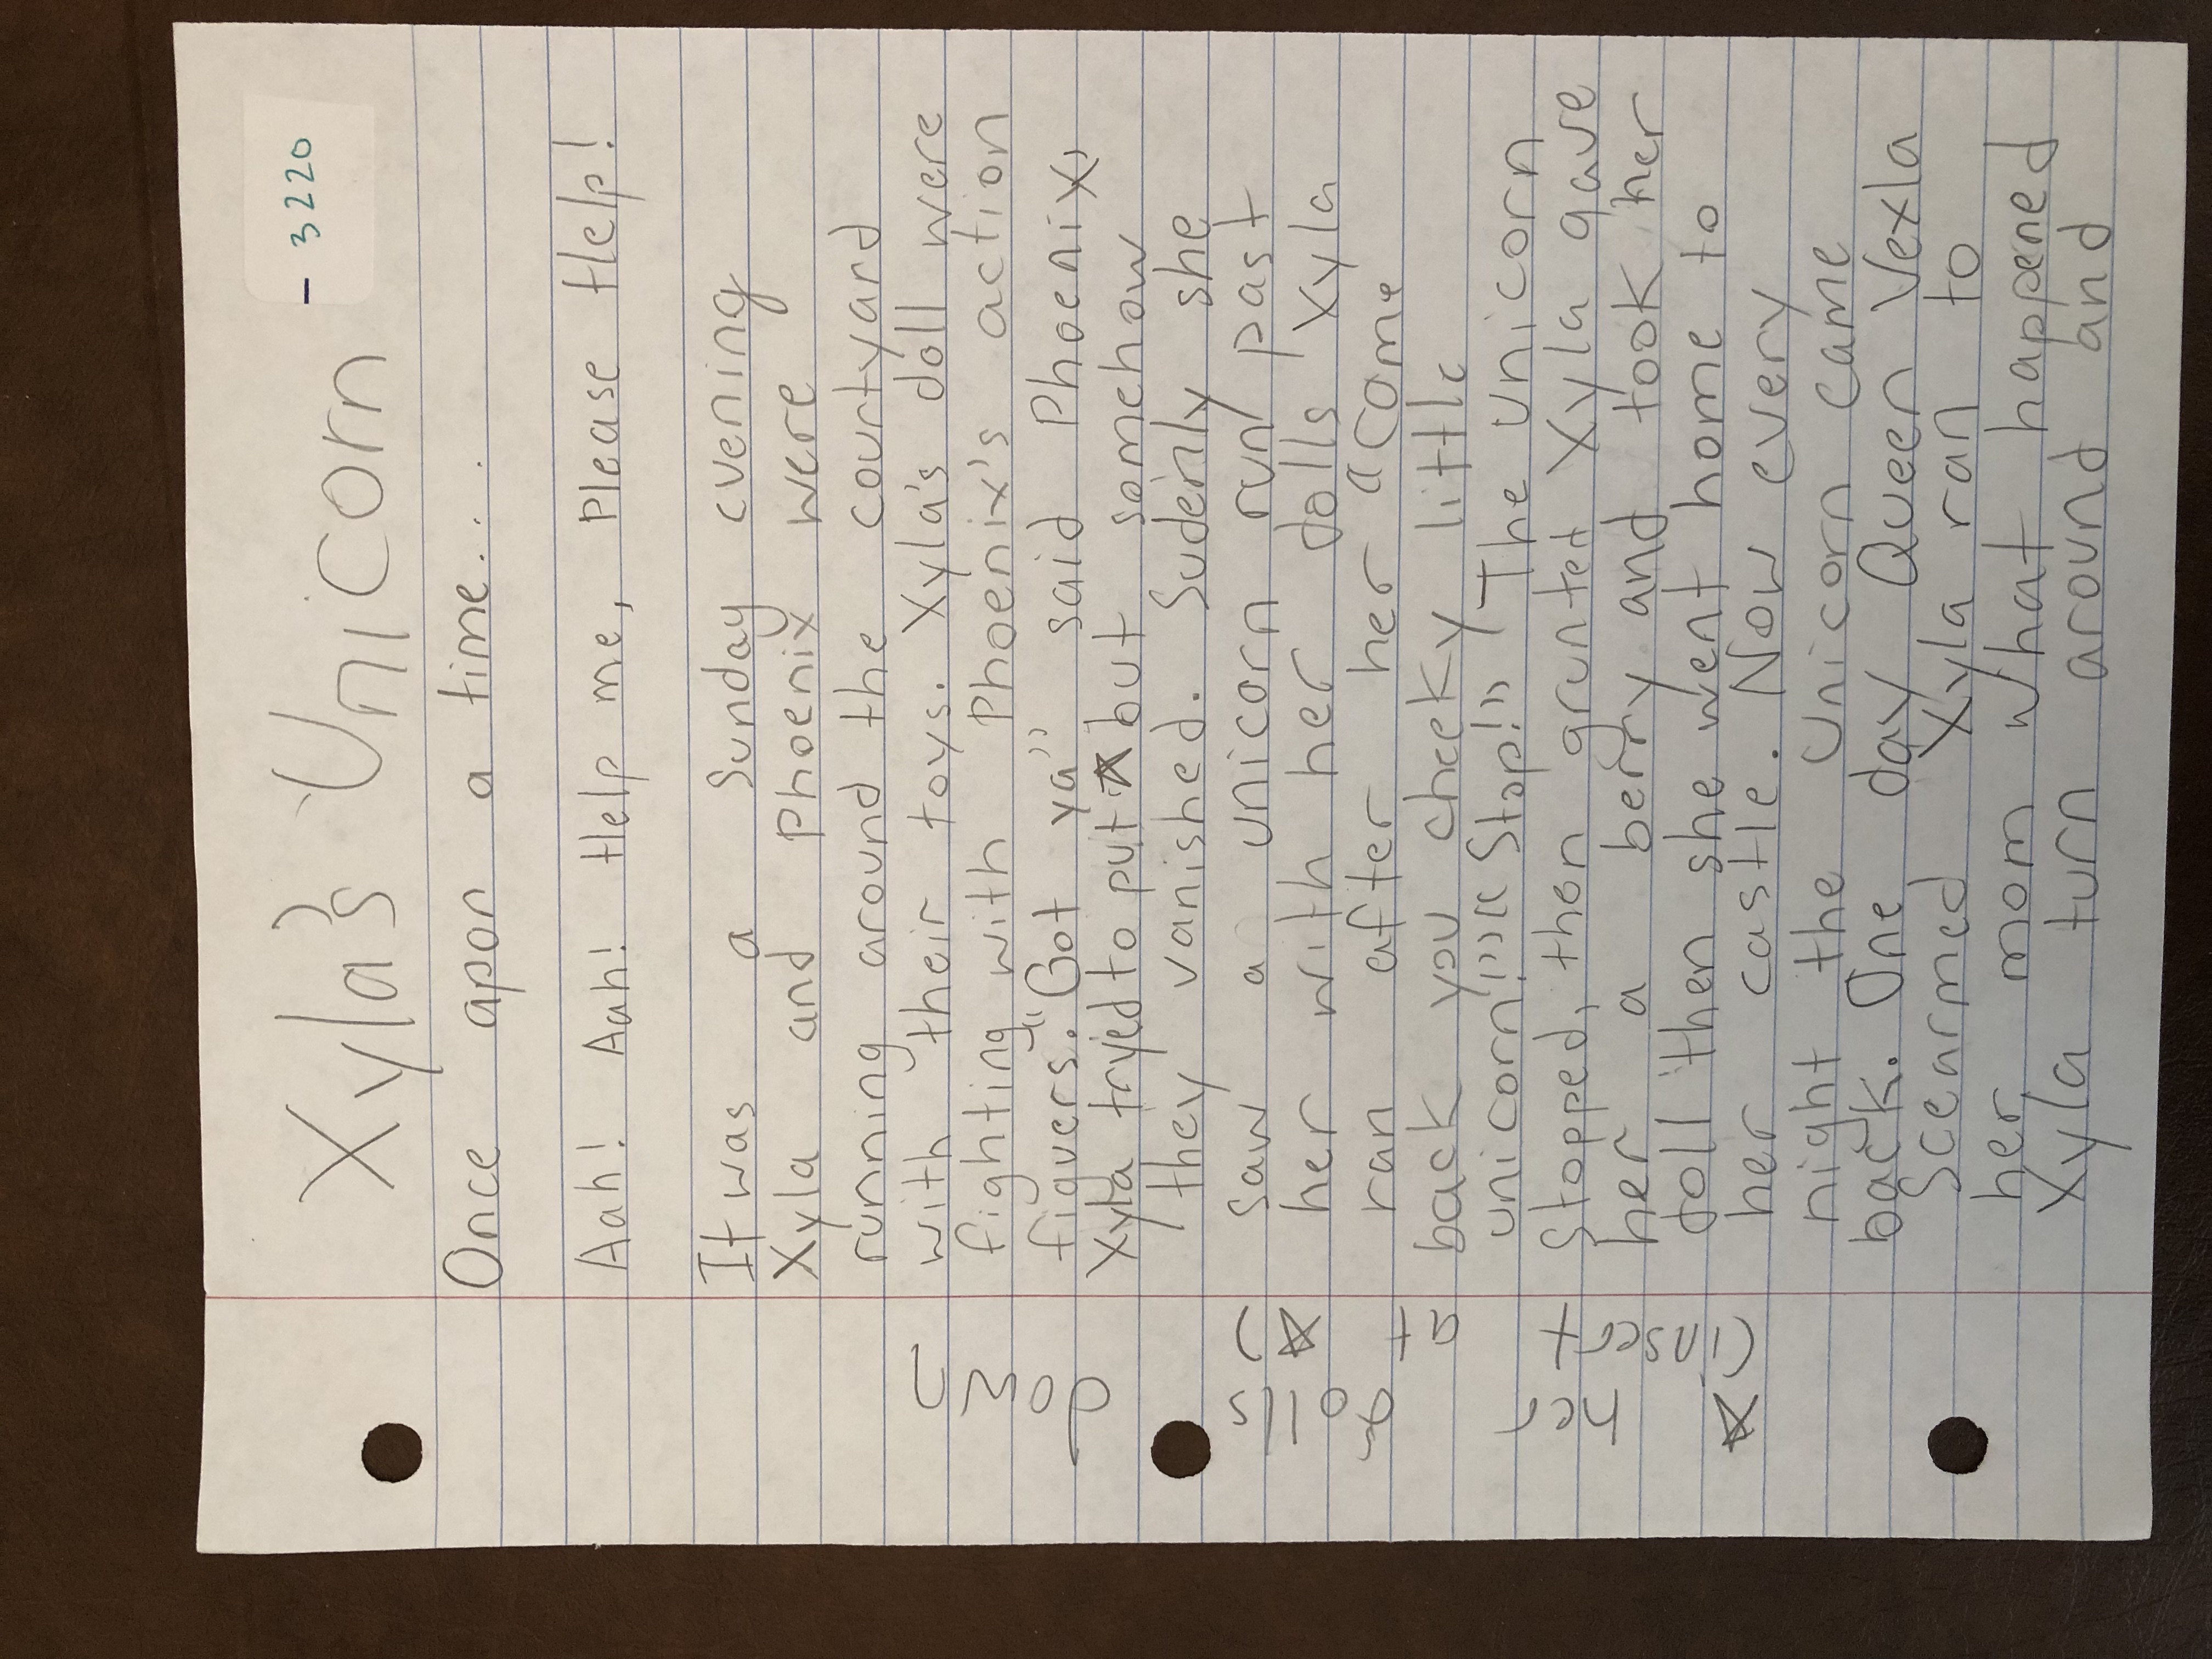 Xyla's Unicorn
- 3220
Once apon a time....
Aah! Aah! Help me, Please Help!
It was a Sunday evening
Xyla and Phoenix were
running around the courtyard
with their toys. Xyla's doll were
fighting with Phoenix's action
figuers. "Got ya" said Phoenix,
Xyla tryed to put ☆ but somehow
they vanished. Sudenly she
saw a unicorn run past
her with her dolls Xyla
ran after her "Come
back you cheeky little
unicorn!" "Stop!" The Unicorn
Stopped, then grunted Xyla gave
her a berry and took her
doll then she went home to
her castle. Now every
night the Unicorn came
back. One day Queen Vexla
Scearmed Xyla ran to
her mom what happened
Xyla turn around and
☆ her dolls down
(insert at ☆)